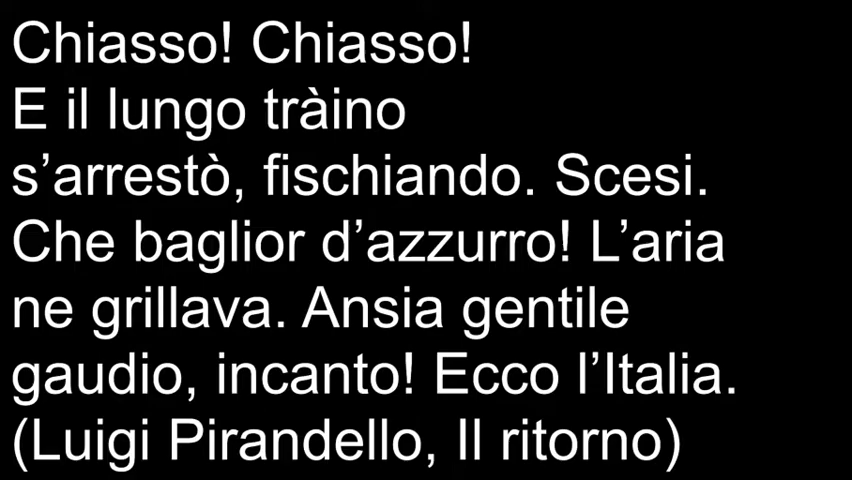 Chiasso! Chiasso!
E il lungo tràino
s’arrestò, fischiando. Scesi.
Che baglior d’azzurro! L’aria
ne grillava. Ansia gentile
gaudio, incanto! Ecco l’Italia.
(Luigi Pirandello, Il ritorno)